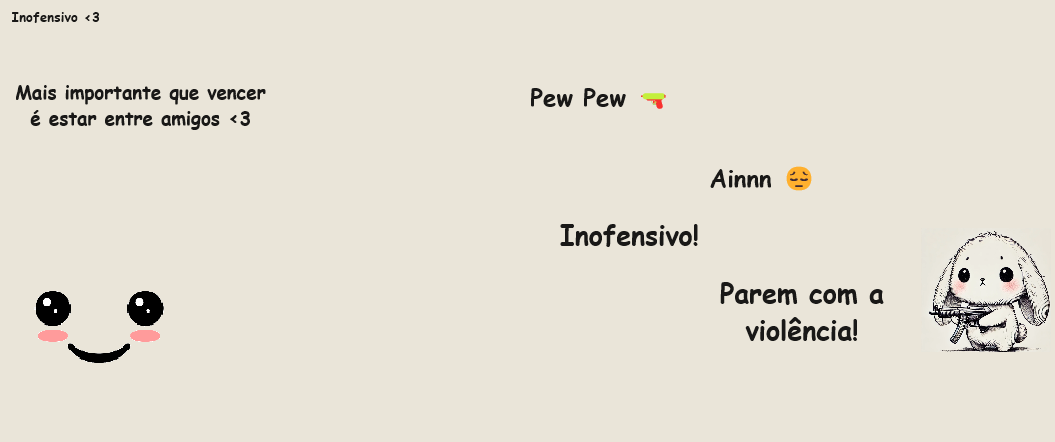 Inofensivo <3
Mais importante que vencer
é estar entre amigos <3
Pew Pew 🔫
Ainnn 😔
Inofensivo!
Parem com a
violência!